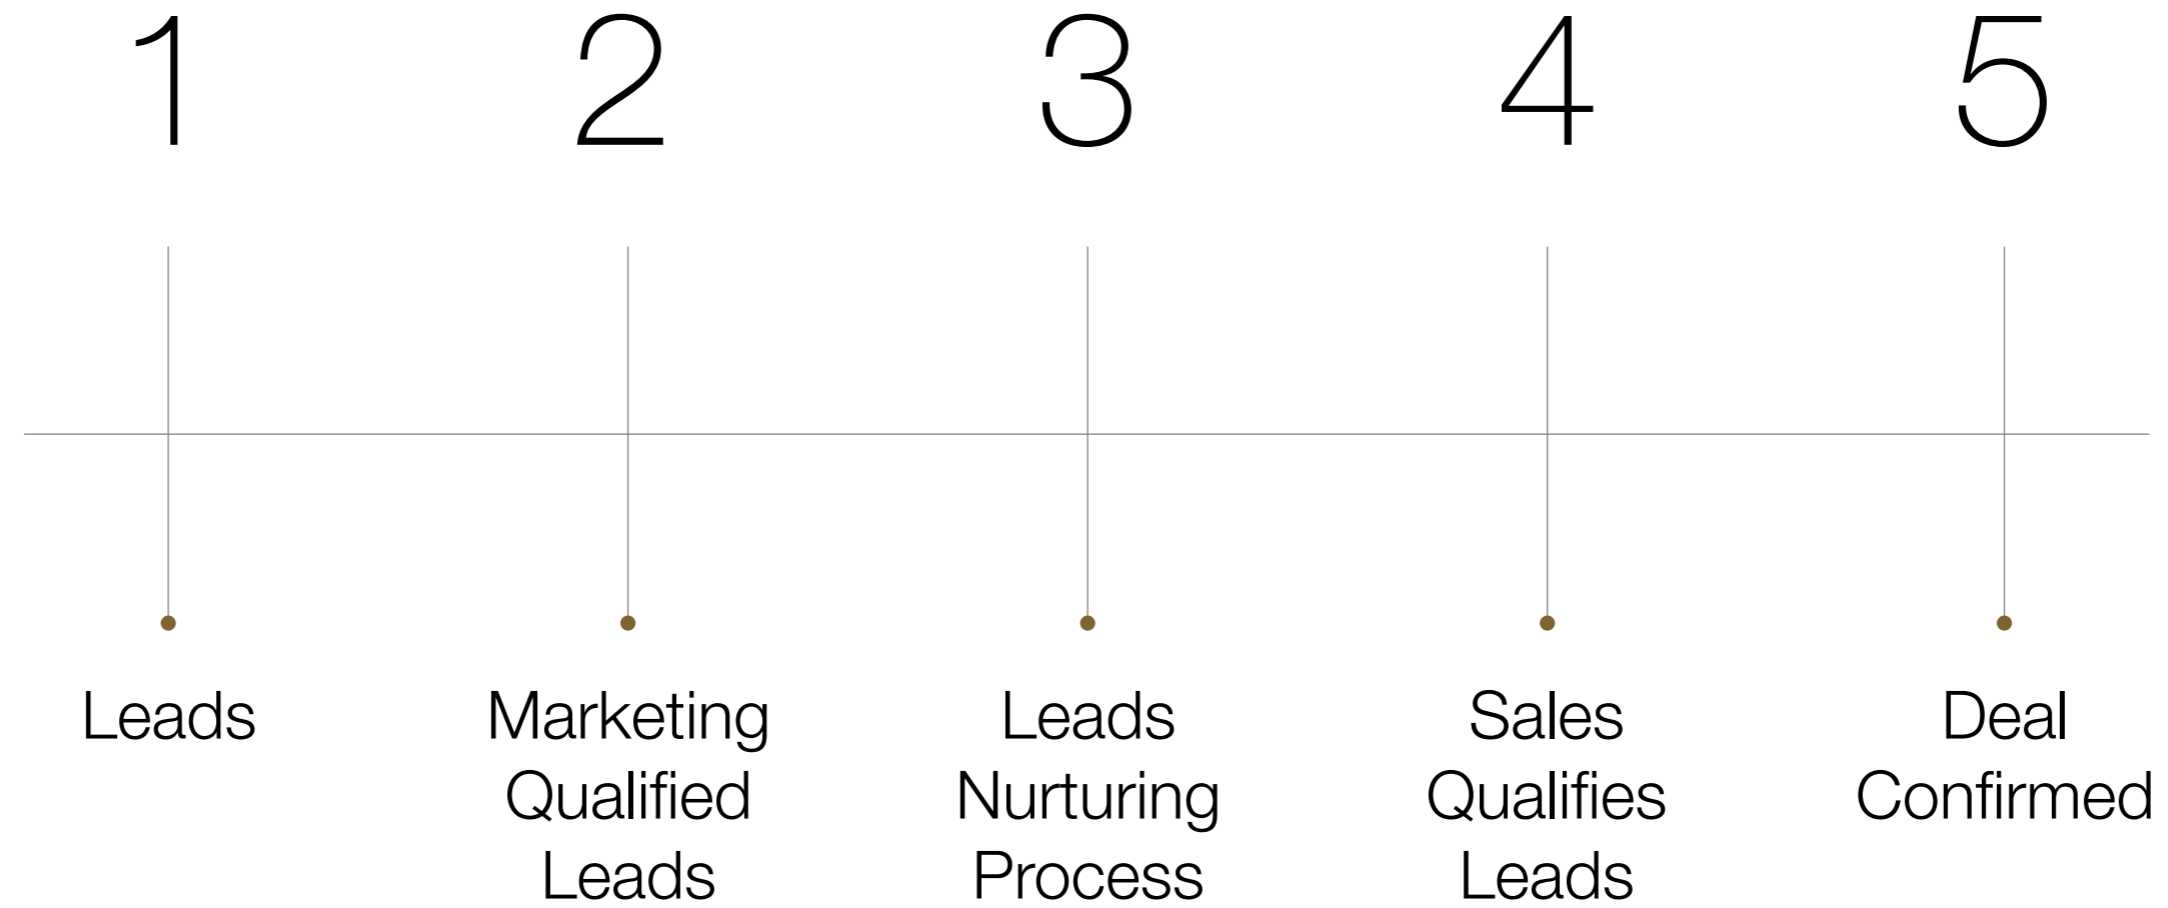 1
2
3
4
5
Leads
Marketing
Qualified
Leads
Leads
Nurturing
Process
Sales
Qualifies
Leads
Deal
Confirmed